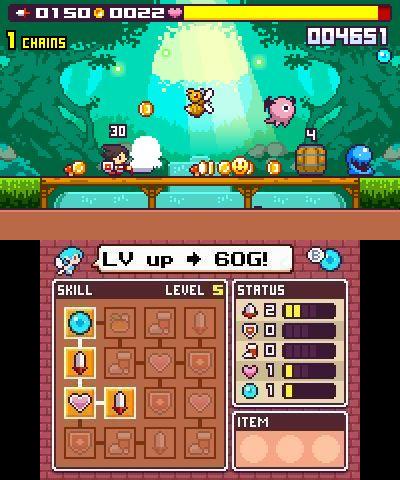 0150 0022
1 CHAINS
004651
30
4
LV up → 60G!
B
SKILL LEVEL 5
STATUS
2
0
0
1
1
ITEM